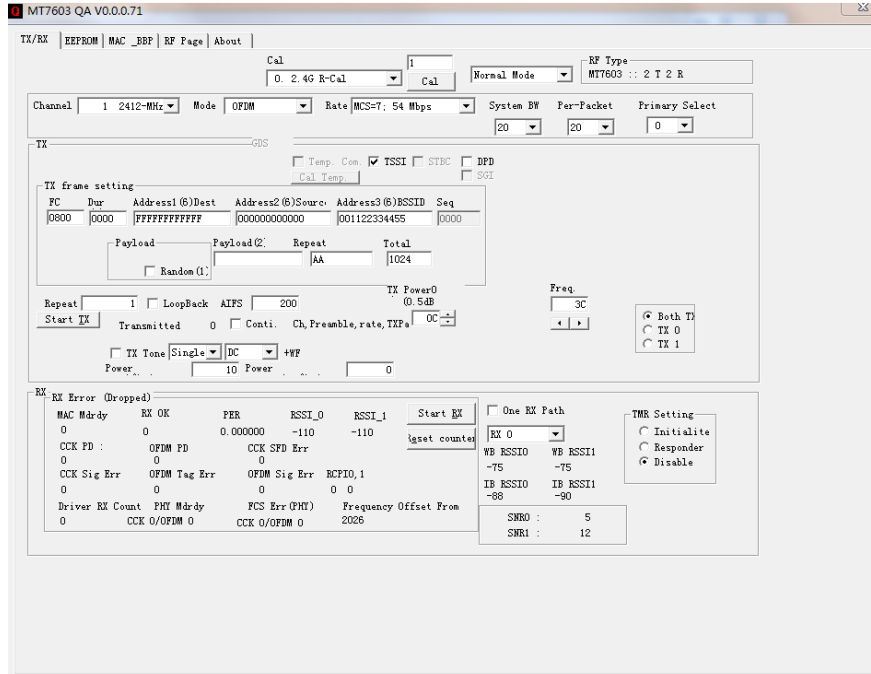 MT7603 QA V0.0.0.71
TX/RX EEPROM MAC _BBP RF Page About
Cal 1 RF Type
0. 2.4G R-Cal Cal Normal Mode MT7603 :: 2 T 2 R
Channel 1 2412-MHz Mode OFDM Rate MCS=7; 54 Mbps System BW Per-Packet Primary Select
20 20 0
TX GDS
Temp. Com. TSSI STBC DPD
Cal Temp. SGI
TX frame setting
FC Dur Address1(6)Dest Address2(6)Source Address3(6)BSSID Seq
0800 0000 FFFFFFFFFFFF 000000000000 001122334455 0000
Payload Payload(2) Repeat Total
Random(1) AA 1024
TX Power0 Freq.
Repeat 1 LoopBack AIFS 200 (0.5dB 3C
Start TX Transmitted 0 Conti. Ch,Preamble,rate,TXPo 0C Both TX
TX 0
TX 1
TX Tone Single DC +WF
Power 10 Power 0
RX
RX Error (Dropped)
MAC Mdrdy RX OK PER RSSI_0 RSSI_1 Start RX One RX Path TMR Setting
0 0 0.000000 -110 -110 Reset counter RX 0 Initialite
CCK PD : OFDM PD CCK SFD Err WB RSSI0 WB RSSI1 Responder
0 0 0 -75 -75 Disable
CCK Sig Err OFDM Tag Err OFDM Sig Err RCPI0,1 IB RSSI0 IB RSSI1
0 0 0 0 0 -88 -90
Driver RX Count PHY Mdrdy FCS Err(PHY) Frequency Offset From
0 CCK 0/OFDM 0 CCK 0/OFDM 0 2026
SNR0 : 5
SNR1 : 12